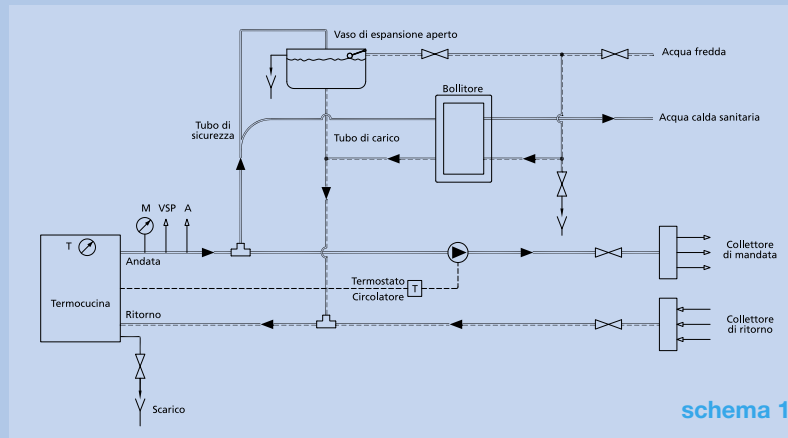 Vaso di espansione aperto
Acqua fredda
Bollitore
Acqua calda sanitaria
Tubo di
sicurezza
Tubo di carico
M VSP A
T
Andata
Collettore
di mandata
Termostato
T
Circolatore
Termocucina
Ritorno
Collettore
di ritorno
Scarico
schema 1